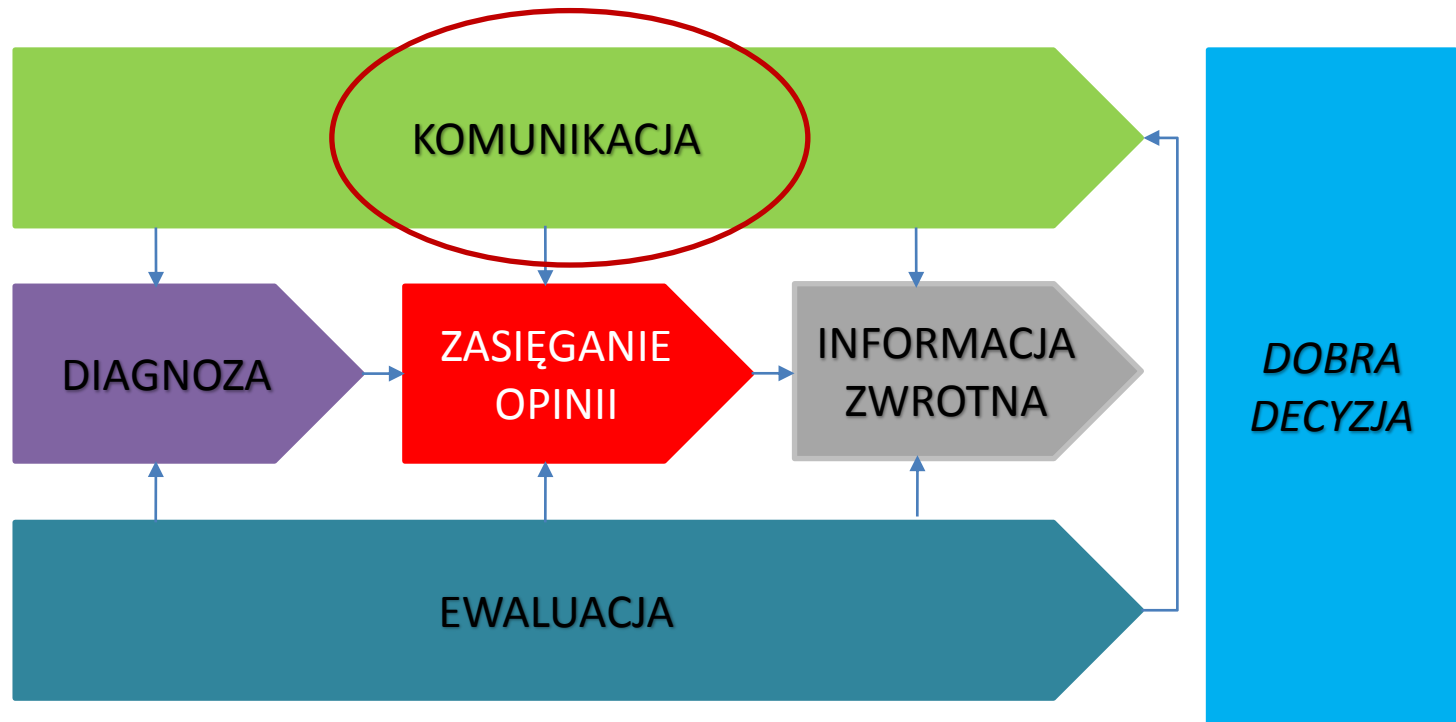 KOMUNIKACJA
DIAGNOZA
ZASIĘGANIE
OPINII
INFORMACJA
ZWROTNA
DOBRA
DECYZJA
EWALUACJA